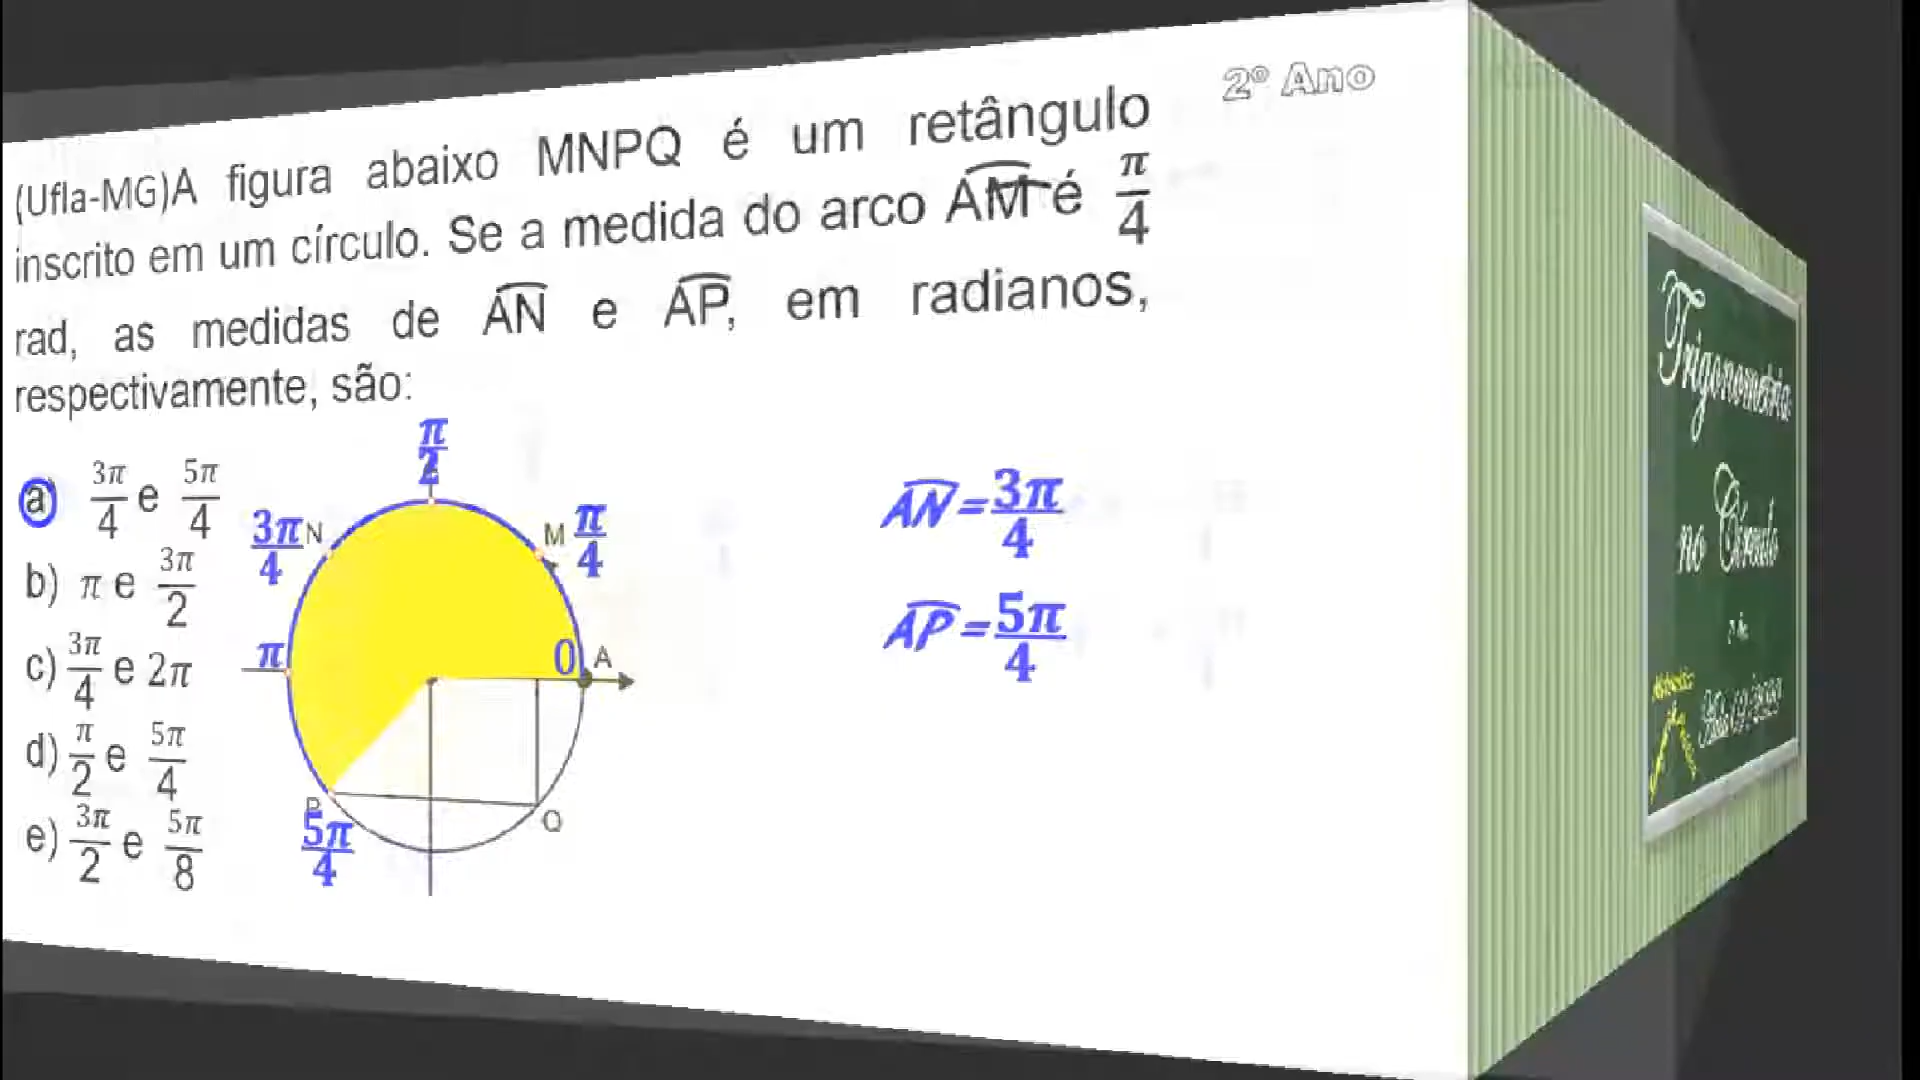 2º Ano
(Ufla-MG)A figura abaixo MNPQ é um retângulo
inscrito em um círculo. Se a medida do arco AM é π/4
rad, as medidas de AN e AP, em radianos,
respectivamente, são:
a) 3π/4 e 5π/4
b) π e 3π/2
c) 3π/4 e 2π
d) π/2 e 5π/4
e) 3π/2 e 5π/8
π/2
3π/4 N
M π/4
π
0 A
P
5π/4
Q
AN = 3π/4
AP = 5π/4
Trigonometria
no Círculo